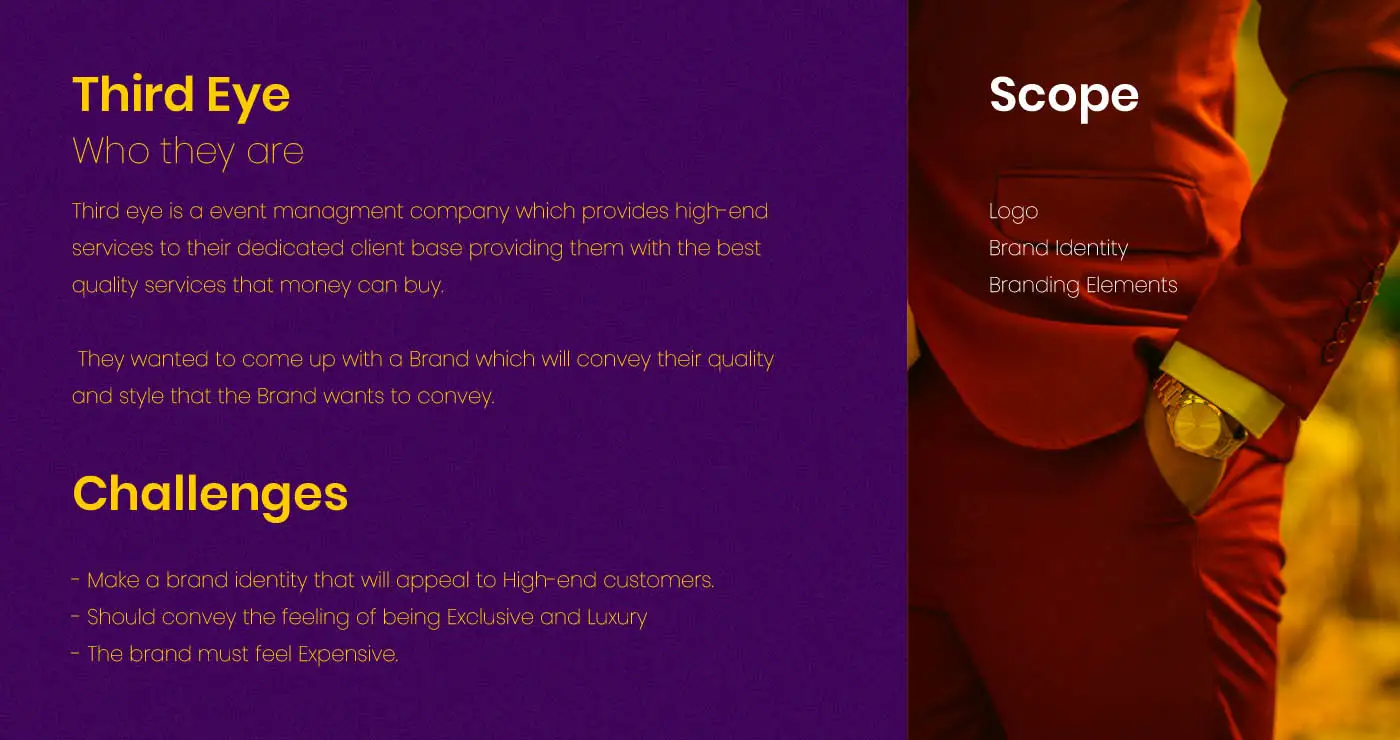 Third Eye
Who they are
Third eye is a event managment company which provides high-end
services to their dedicated client base providing them with the best
quality services that money can buy.
They wanted to come up with a Brand which will convey their quality
and style that the Brand wants to convey.
Challenges
- Make a brand identity that will appeal to High-end customers.
- Should convey the feeling of being Exclusive and Luxury
- The brand must feel Expensive.
Scope
Logo
Brand Identity
Branding Elements